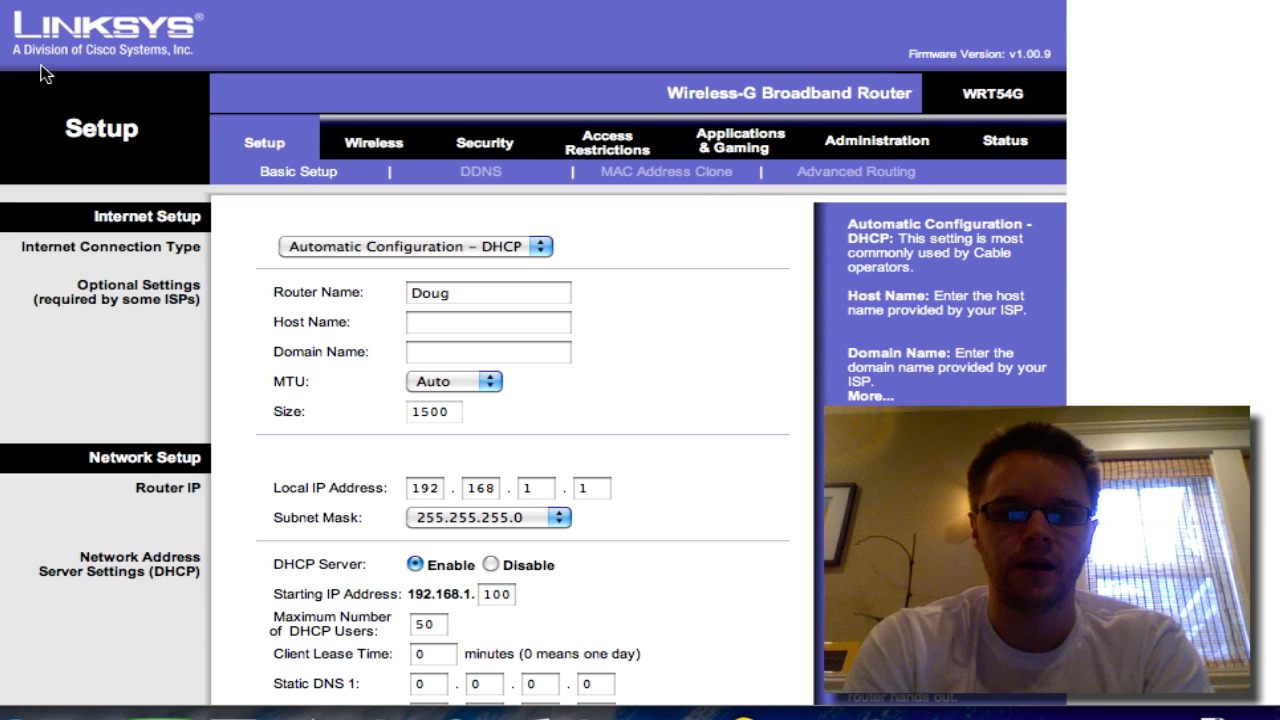 LINKSYS®
A Division of Cisco Systems, Inc.
Firmware Version: v1.00.9
Wireless-G Broadband Router
WRT54G
Setup
Setup
Wireless
Security
Access
Restrictions
Applications
& Gaming
Administration
Status
Basic Setup | DDNS | MAC Address Clone | Advanced Routing
Internet Setup
Internet Connection Type
Automatic Configuration - DHCP
Optional Settings
(required by some ISPs)
Router Name: Doug
Host Name:
Domain Name:
MTU: Auto
Size: 1500
Network Setup
Router IP
Local IP Address: 192 . 168 . 1 . 1
Subnet Mask: 255.255.255.0
Network Address
Server Settings (DHCP)
DHCP Server: Enable Disable
Starting IP Address: 192.168.1. 100
Maximum Number
of DHCP Users: 50
Client Lease Time: 0 minutes (0 means one day)
Static DNS 1: 0 . 0 . 0 . 0
Automatic Configuration -
DHCP: This setting is most
commonly used by Cable
operators.
Host Name: Enter the host
name provided by your ISP.
Domain Name: Enter the
domain name provided by your
ISP.
More...
router hands out.